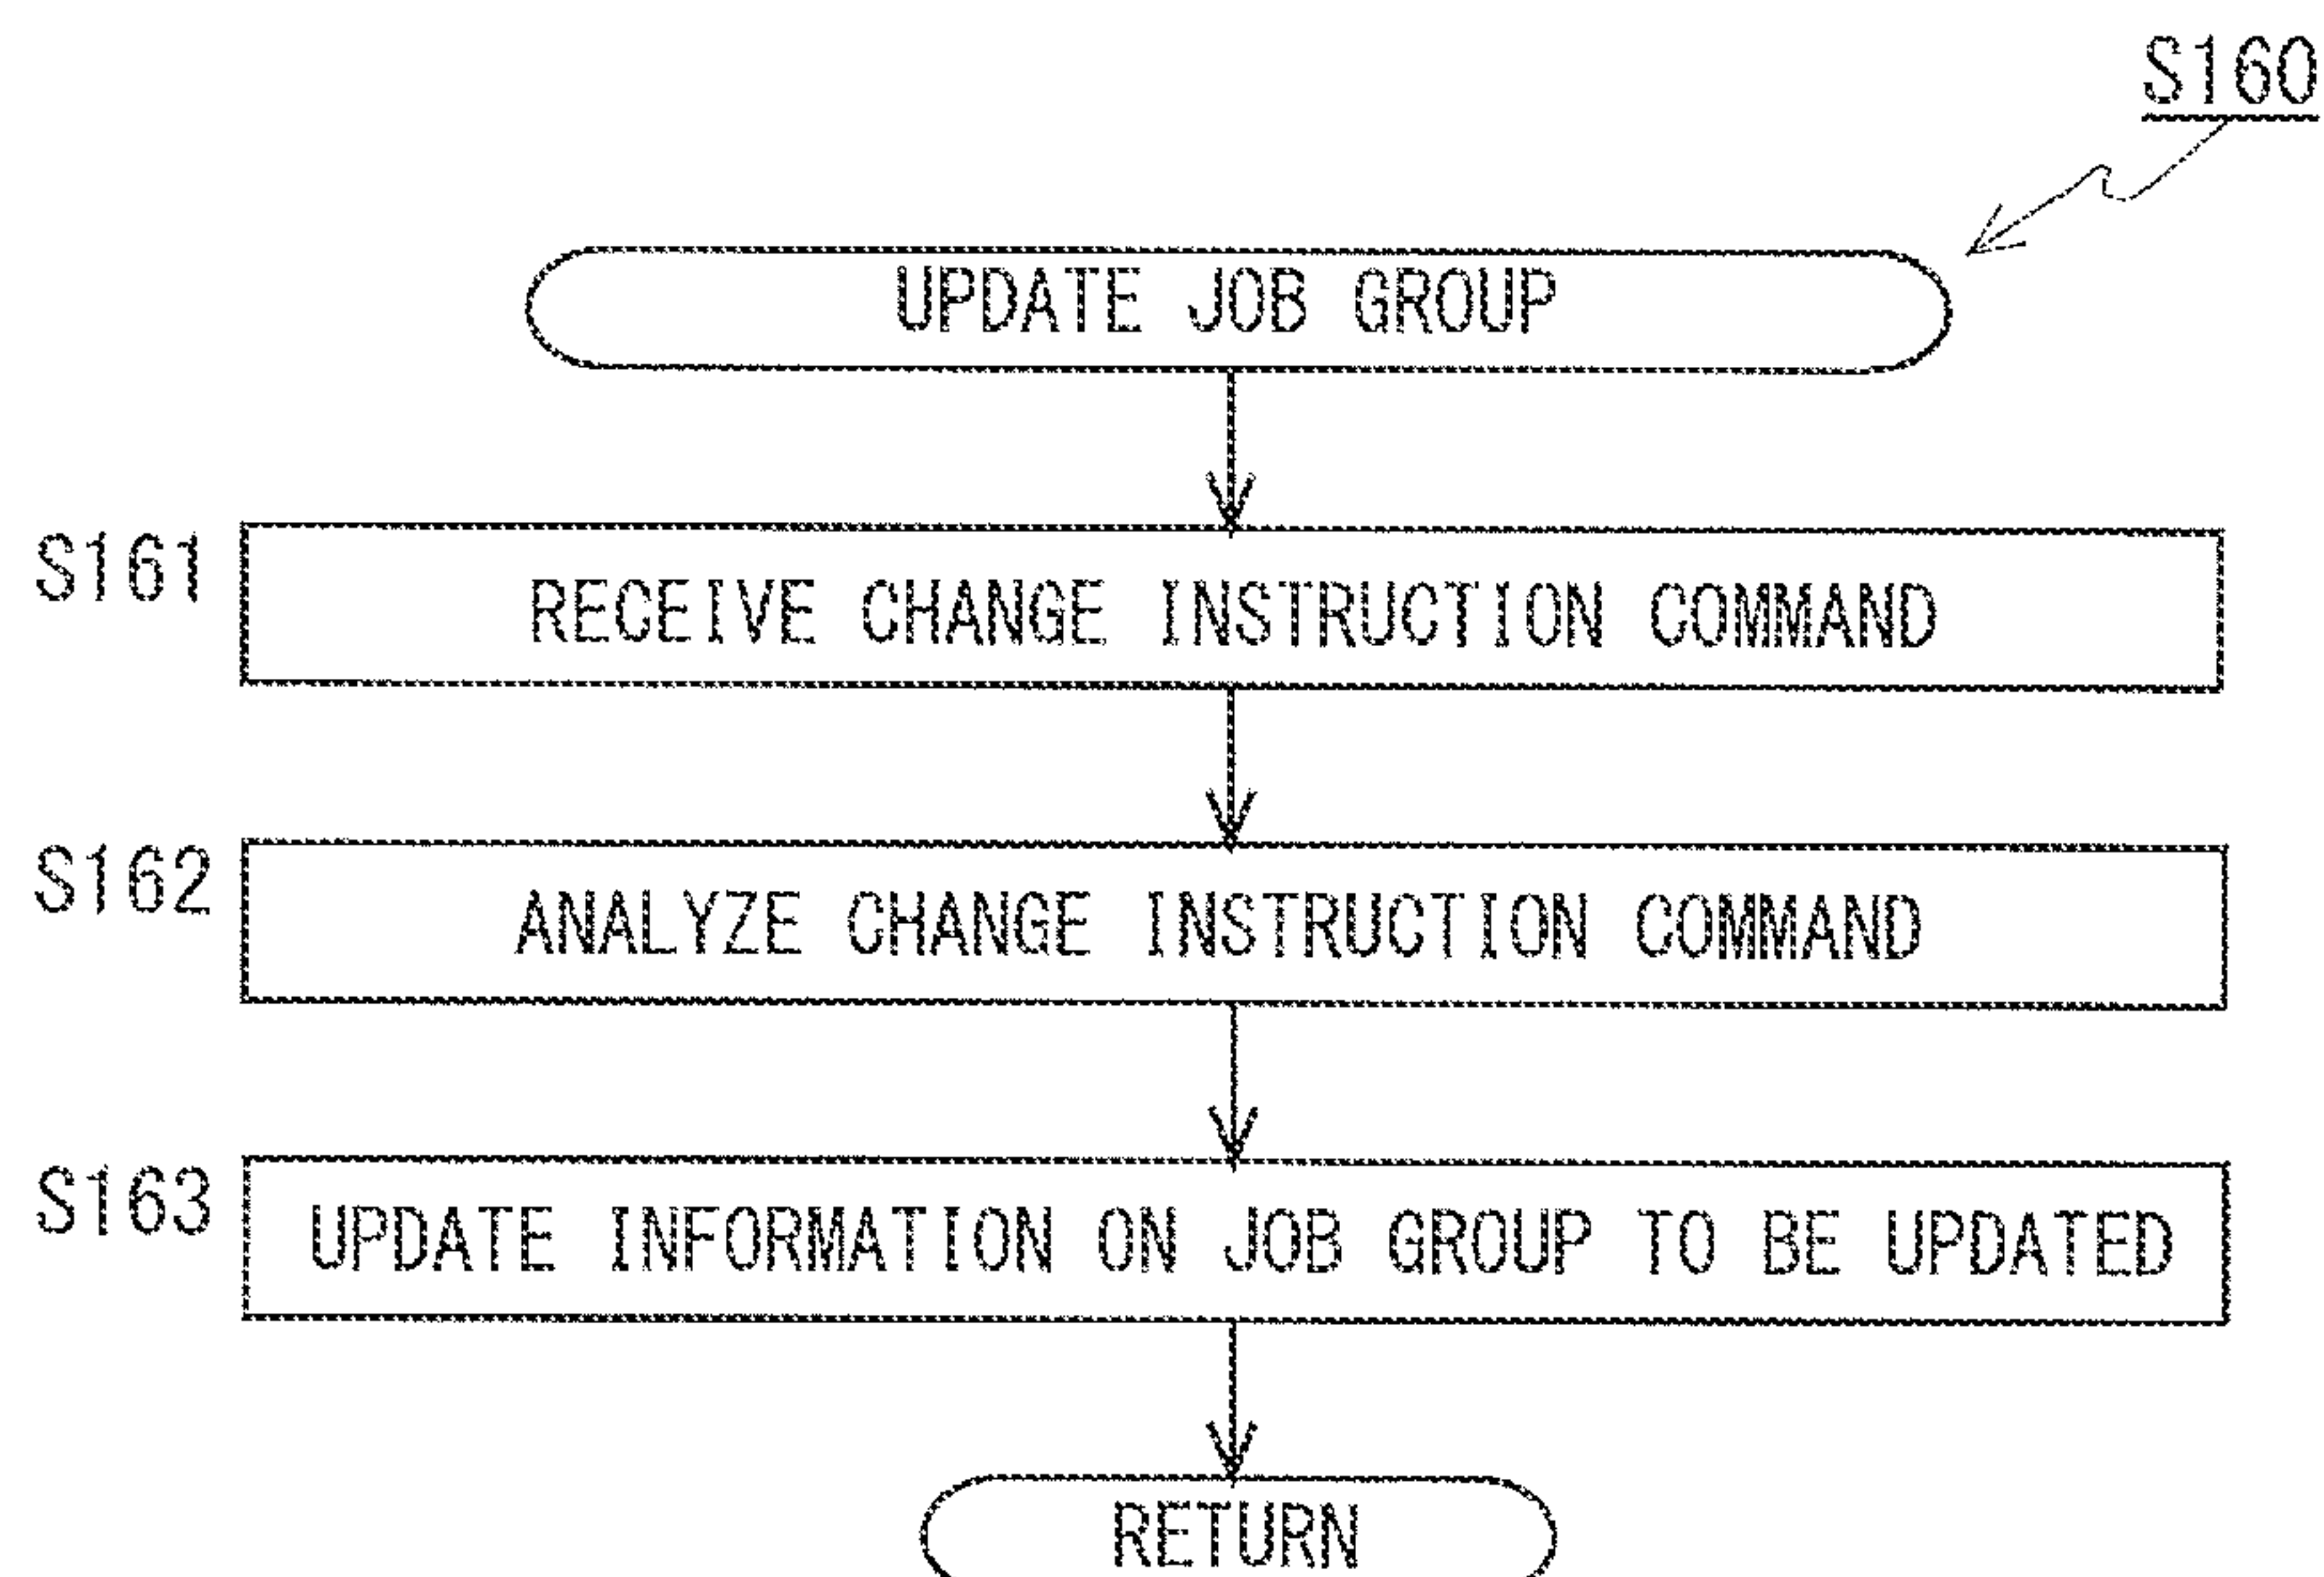 S160
UPDATE JOB GROUP
S161
RECEIVE CHANGE INSTRUCTION COMMAND
S162
ANALYZE CHANGE INSTRUCTION COMMAND
S163
UPDATE INFORMATION ON JOB GROUP TO BE UPDATED
RETURN